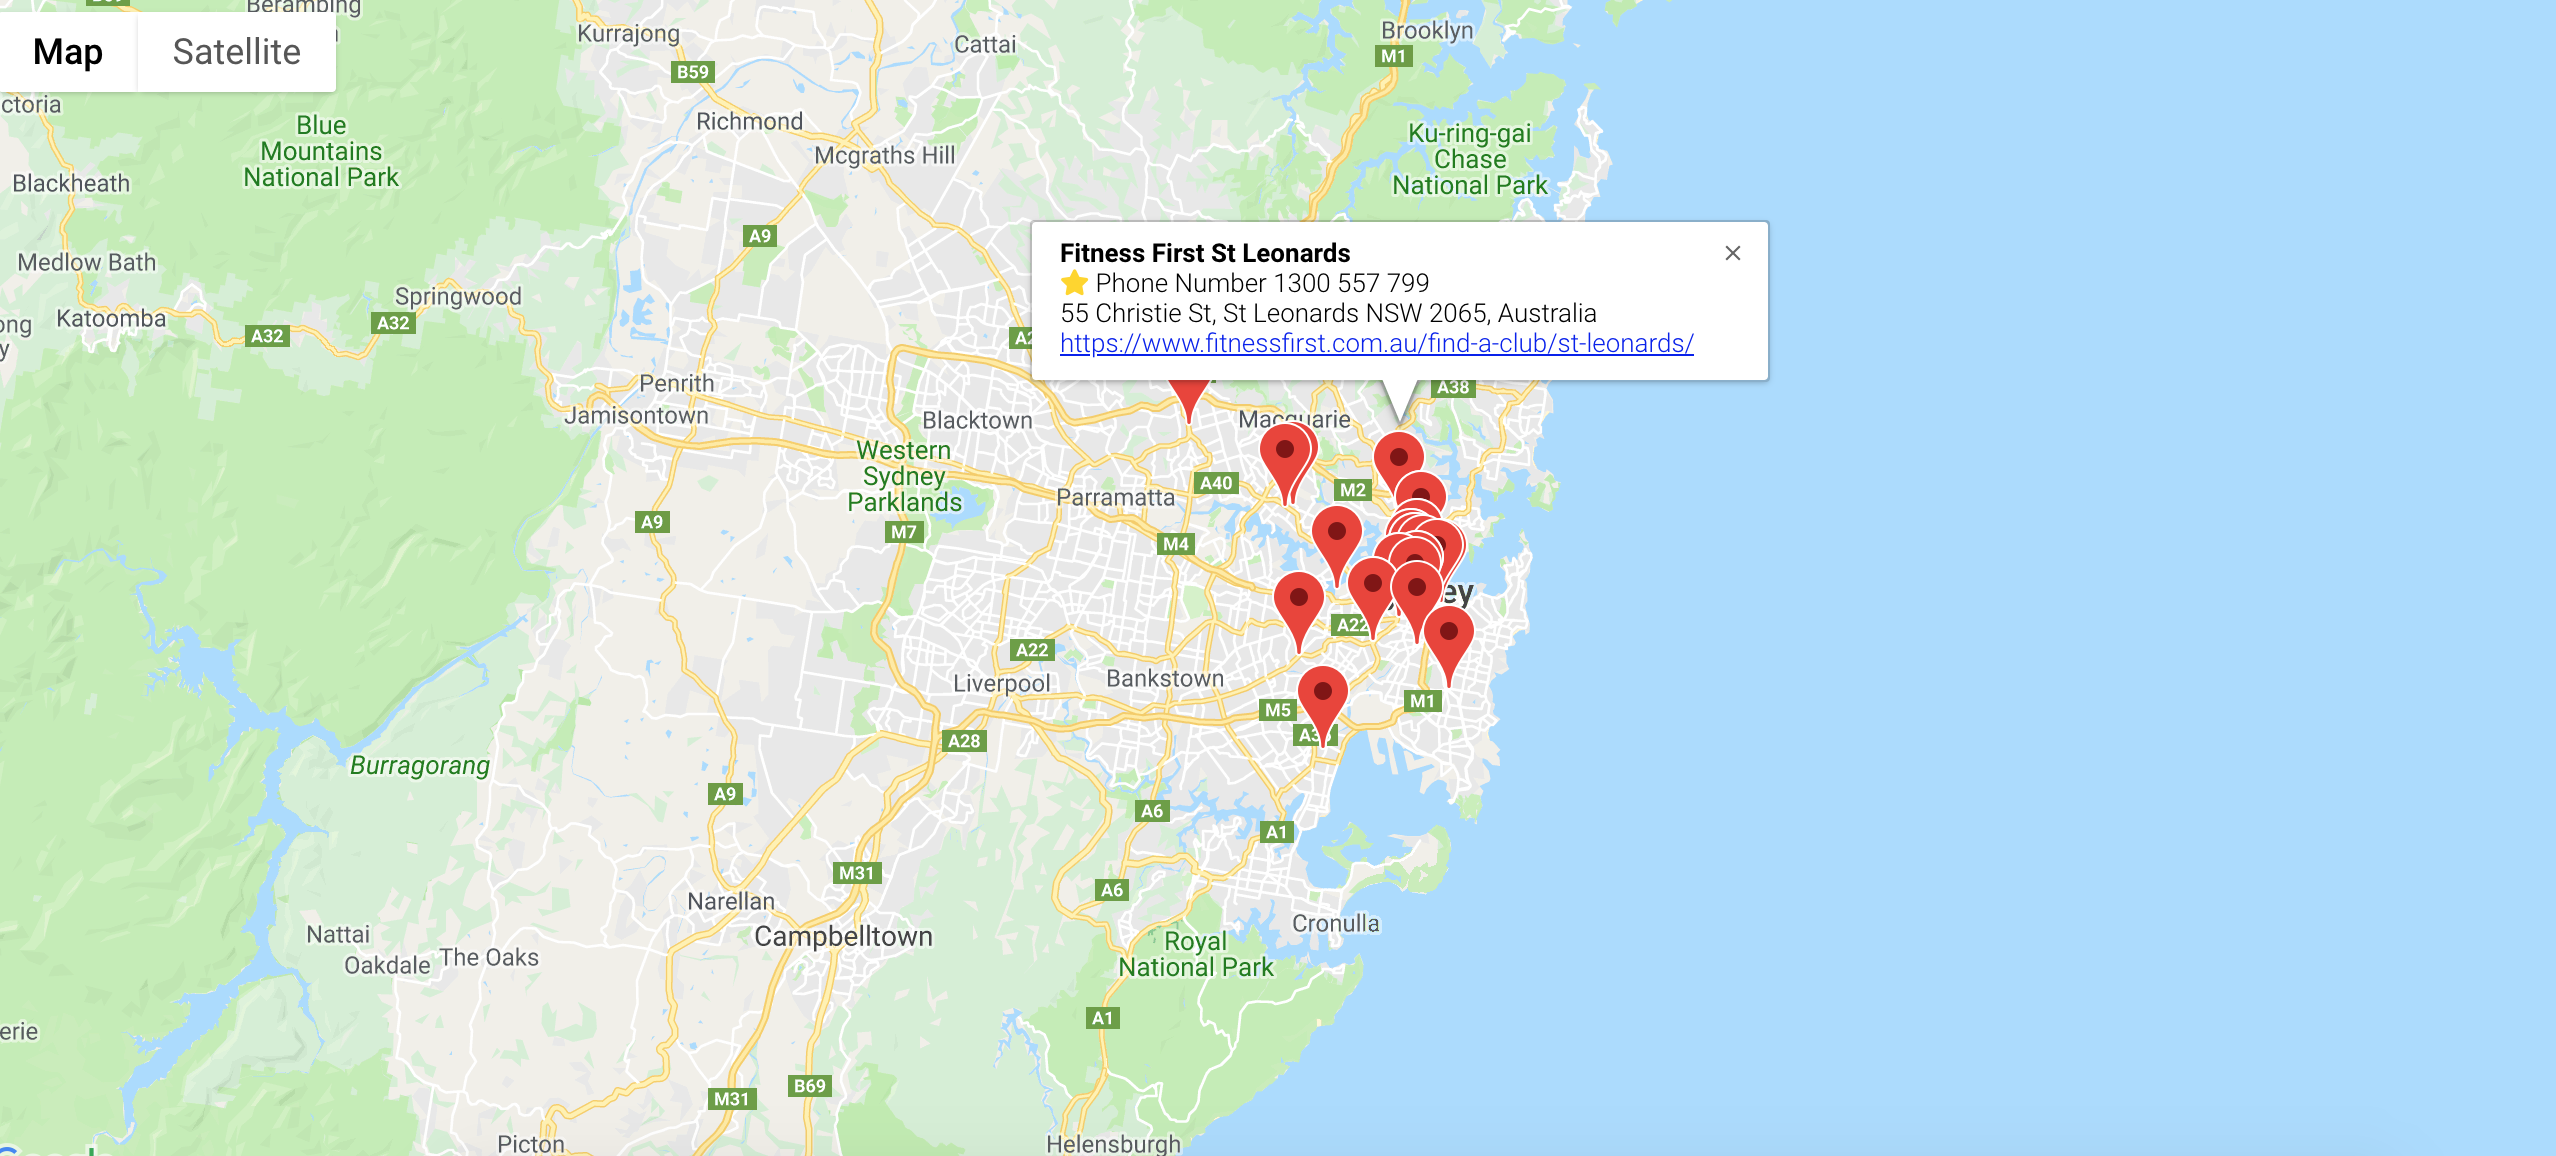 Berambing
Kurrajong
Cattai
Brooklyn
M1
Map
Satellite
B59
ctoria
Richmond
Blue
Mountains
National Park
Ku-ring-gai
Chase
National Park
Mcgraths Hill
Blackheath
A9
Medlow Bath
Fitness First St Leonards
⭐ Phone Number 1300 557 799
55 Christie St, St Leonards NSW 2065, Australia
https://www.fitnessfirst.com.au/find-a-club/st-leonards/
Springwood
Katoomba
ong
y
A32
A32
A2
Penrith
Jamisontown
Blacktown
Macquarie
A38
Western
Sydney
Parklands
A40
M2
Parramatta
A9
M7
M4
ey
A22
A22
Liverpool
Bankstown
M5
M1
A28
A3
Burragorang
A9
A6
A1
M31
A6
Narellan
Campbelltown
Cronulla
Nattai
Oakdale
The Oaks
Royal
National Park
erie
A1
B69
M31
Picton
Helensburgh